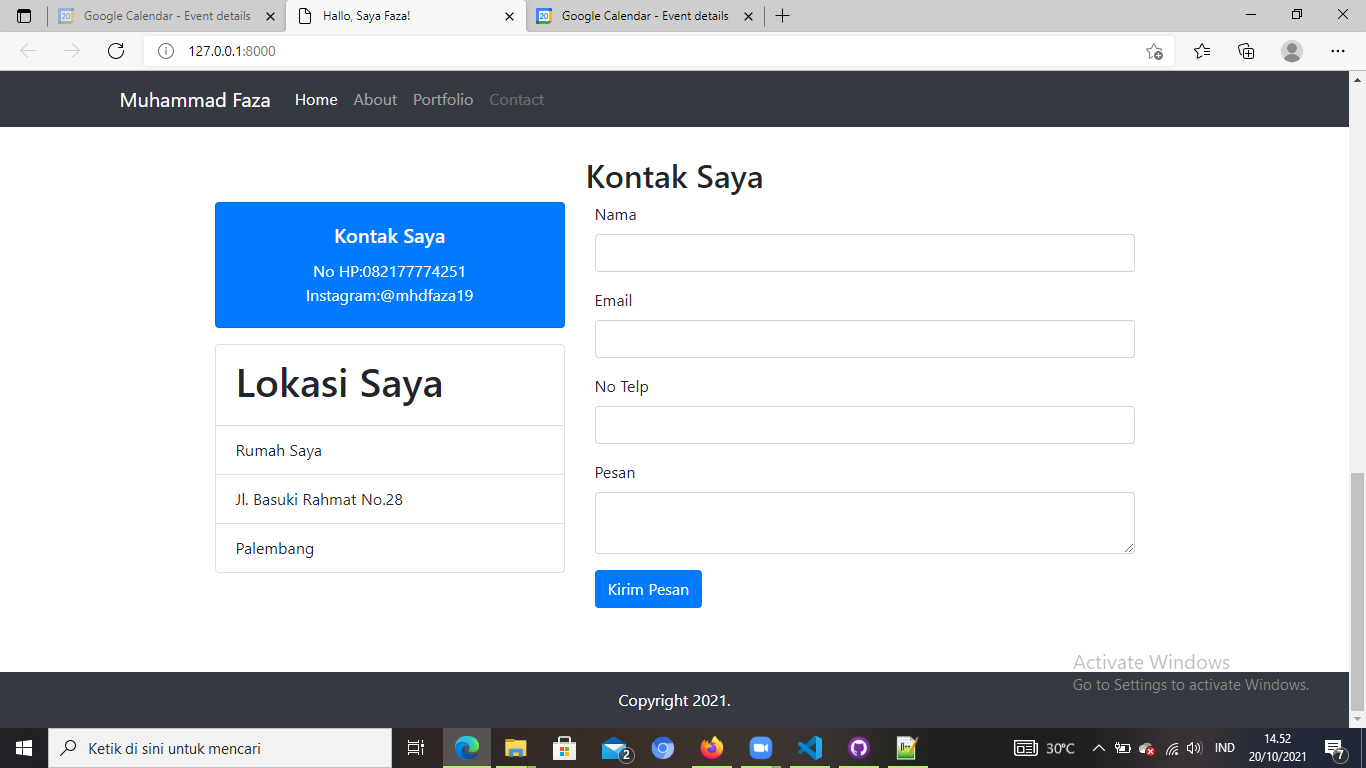 Google Calendar - Event details
Hallo, Saya Faza!
Google Calendar - Event details
127.0.0.1:8000
Muhammad Faza Home About Portfolio Contact
Kontak Saya
Kontak Saya
No HP:082177774251
Instagram:@mhdfaza19
Lokasi Saya
Rumah Saya
Jl. Basuki Rahmat No.28
Palembang
Nama
Email
No Telp
Pesan
Kirim Pesan
Activate Windows
Go to Settings to activate Windows.
Copyright 2021.
Ketik di sini untuk mencari
2
30°C
IND
14.52
20/10/2021
7